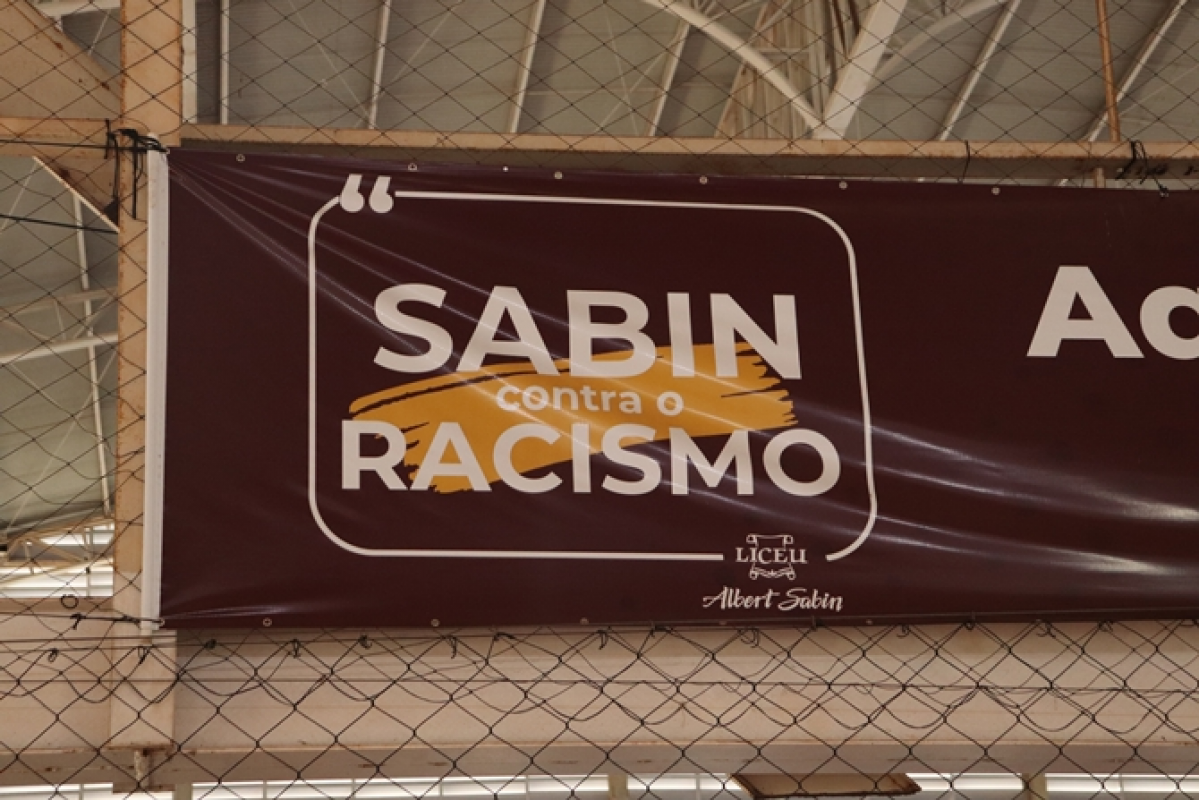 “
SABIN
contra o
RACISMO
LICEU
Albert Sabin